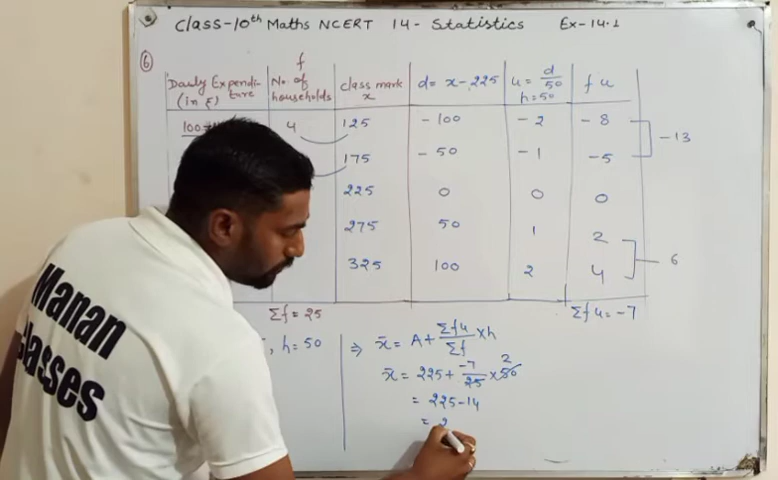 Class-10th Maths NCERT 14 - Statistics Ex-14.1
6
Daily Expendi-ture (in ₹)
f
No. of households
class mark x
d = x - 225
u = d/50
h = 50
f u
4 125 -100 -2 -8
175 -50 -1 -5
-13
225 0 0 0
275 50 1 2
325 100 2 4
6
Σf = 25 Σfu = -7
, h = 50
⇒ x̄ = A + Σfu/Σf × h
x̄ = 225 + -7/25 × 50 2
= 225 - 14
= 2
Manan
Classes